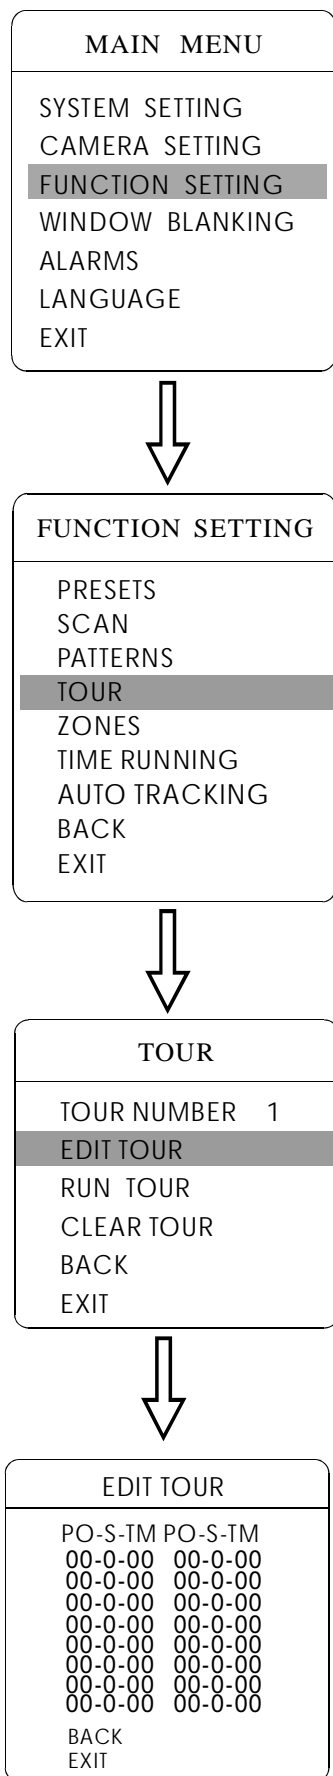 MAIN MENU
SYSTEM SETTING
CAMERA SETTING
FUNCTION SETTING
WINDOW BLANKING
ALARMS
LANGUAGE
EXIT
FUNCTION SETTING
PRESETS
SCAN
PATTERNS
TOUR
ZONES
TIME RUNNING
AUTO TRACKING
BACK
EXIT
TOUR
TOUR NUMBER 1
EDIT TOUR
RUN TOUR
CLEAR TOUR
BACK
EXIT
EDIT TOUR
PO-S-TM PO-S-TM
00-0-00 00-0-00
00-0-00 00-0-00
00-0-00 00-0-00
00-0-00 00-0-00
00-0-00 00-0-00
00-0-00 00-0-00
00-0-00 00-0-00
00-0-00 00-0-00
BACK
EXIT